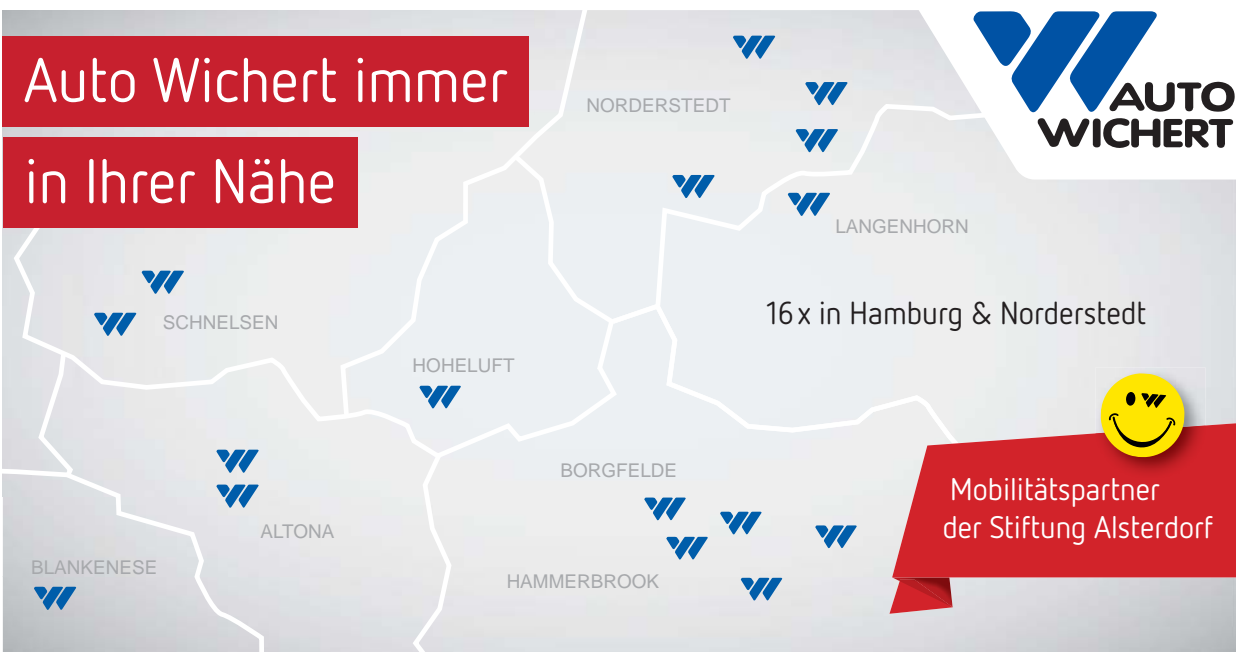 Auto Wichert immer
in Ihrer Nähe
AUTO
WICHERT
NORDERSTEDT
LANGENHORN
SCHNELSEN
16 x in Hamburg & Norderstedt
HOHELUFT
BORGFELDE
Mobilitätspartner
der Stiftung Alsterdorf
ALTONA
BLANKENESE
HAMMERBROOK